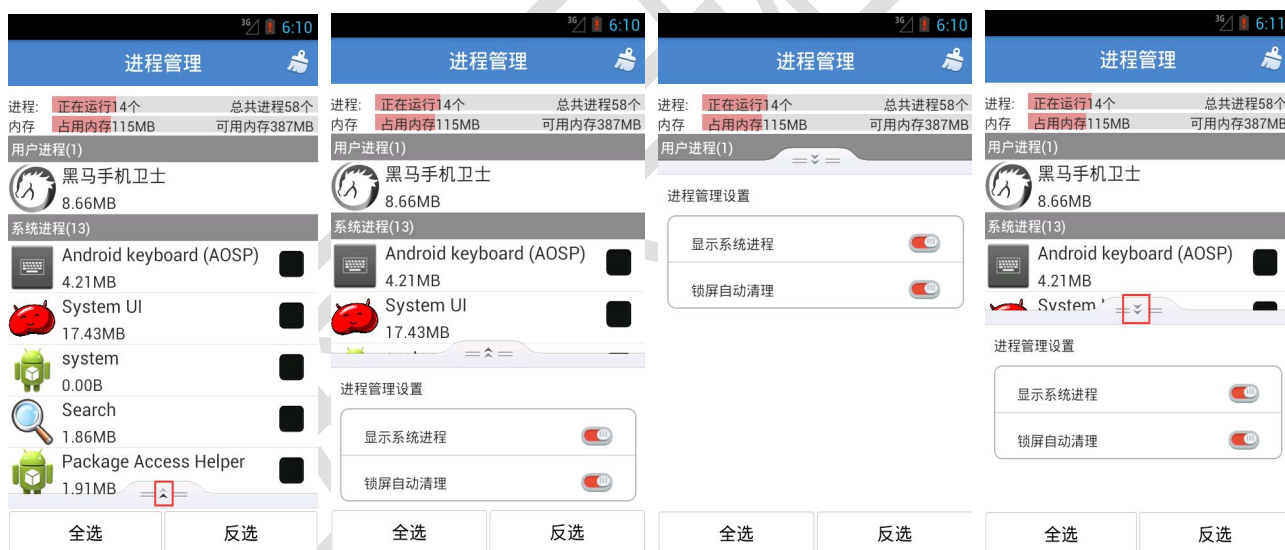 3G 6:10
进程管理
进程: 正在运行14个 总共进程58个
内存 占用内存115MB 可用内存387MB
用户进程(1)
黑马手机卫士
8.66MB
系统进程(13)
Android keyboard (AOSP)
4.21MB
System UI
17.43MB
system
0.00B
Search
1.86MB
Package Access Helper
1.91MB
全选 反选
3G 6:10
进程管理
进程: 正在运行14个 总共进程58个
内存 占用内存115MB 可用内存387MB
用户进程(1)
黑马手机卫士
8.66MB
系统进程(13)
Android keyboard (AOSP)
4.21MB
System UI
17.43MB
进程管理设置
显示系统进程
锁屏自动清理
全选 反选
3G 6:10
进程管理
进程: 正在运行14个 总共进程58个
内存 占用内存115MB 可用内存387MB
用户进程(1)
进程管理设置
显示系统进程
锁屏自动清理
全选 反选
3G 6:11
进程管理
进程: 正在运行14个 总共进程58个
内存 占用内存115MB 可用内存387MB
用户进程(1)
黑马手机卫士
8.66MB
系统进程(13)
Android keyboard (AOSP)
4.21MB
System
进程管理设置
显示系统进程
锁屏自动清理
全选 反选